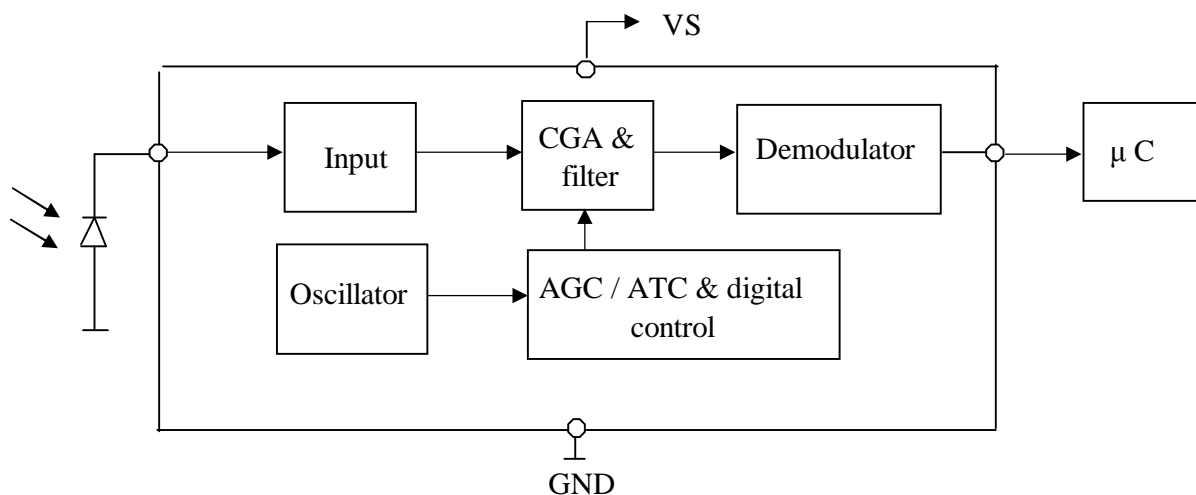 VS
Input
CGA &
filter
Demodulator
μ C
Oscillator
AGC / ATC & digital
control
GND